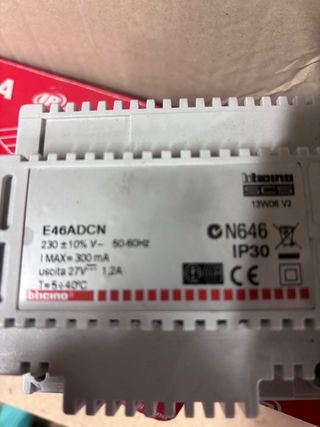 A
bticino
SCS
13W06 V2
E46ADCN
N646
230 ±10% V~ 50-60Hz
IP30
I MAX= 300 mA
uscita 27V⎓ 1,2A
T= 5÷40°C
bticino